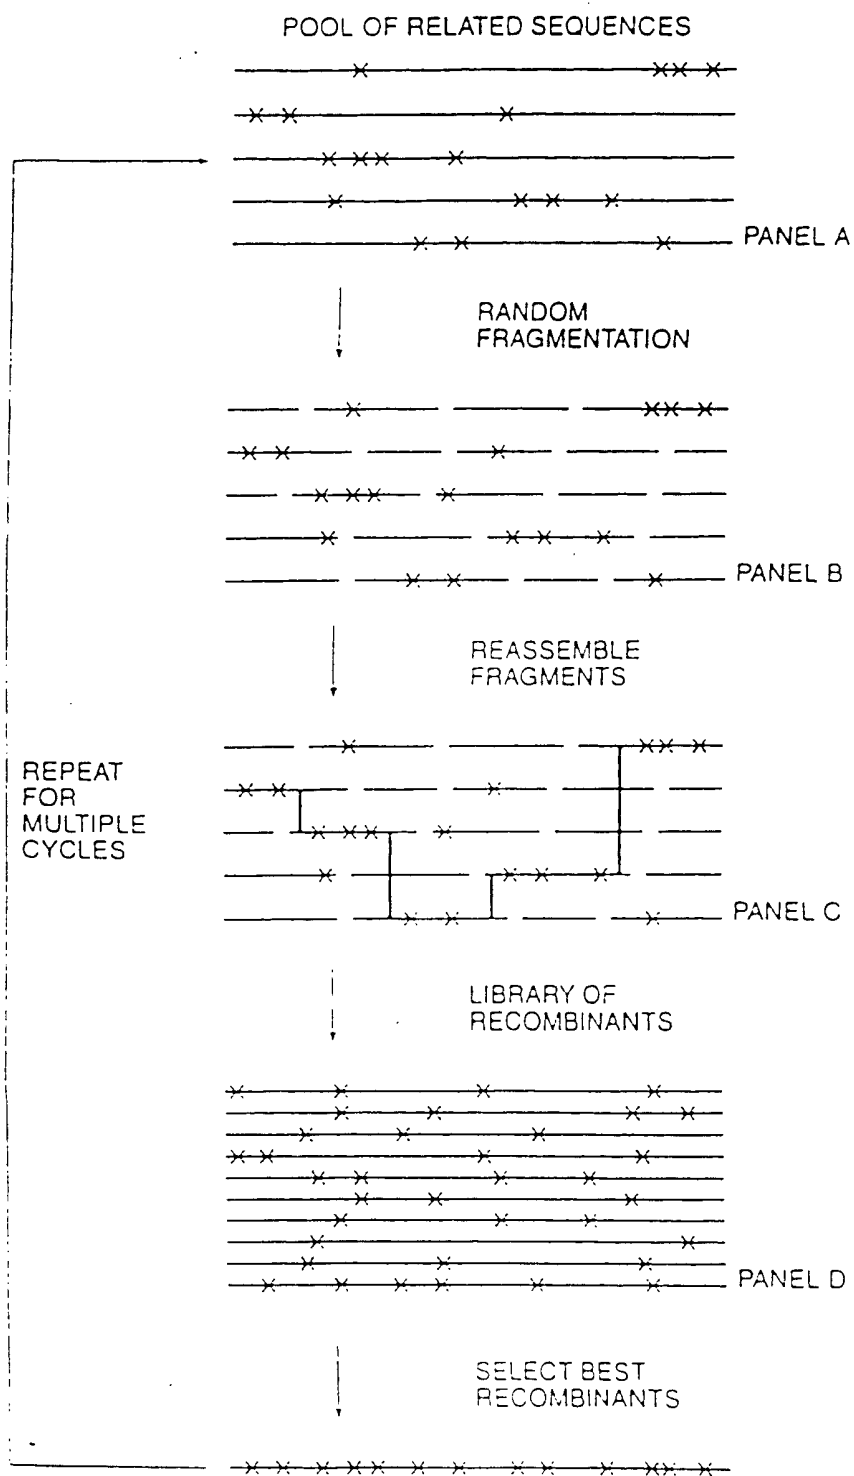 POOL OF RELATED SEQUENCES
PANEL A
RANDOM
FRAGMENTATION
PANEL B
REASSEMBLE
FRAGMENTS
REPEAT
FOR
MULTIPLE
CYCLES
PANEL C
LIBRARY OF
RECOMBINANTS
PANEL D
SELECT BEST
RECOMBINANTS